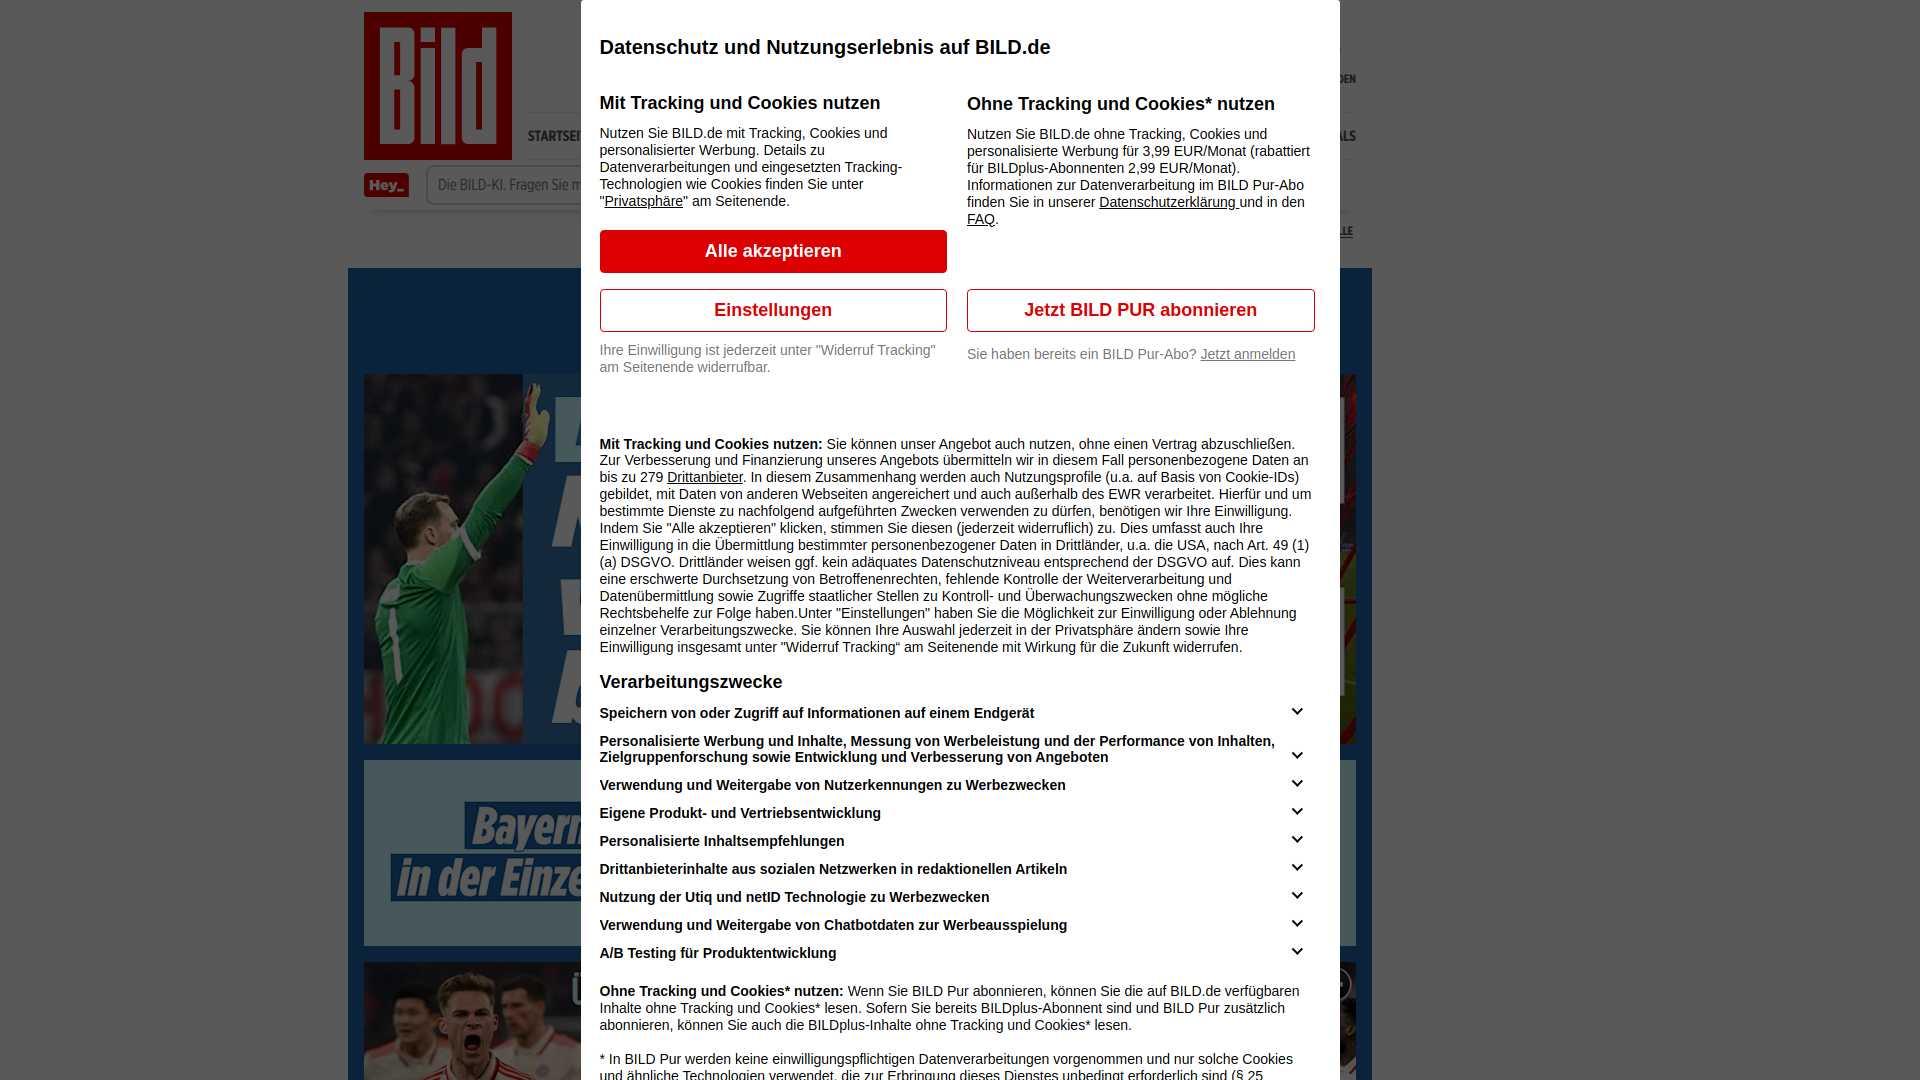 Bild
DEN
STARTSEI
ALS
Hey_
Die BILD-KI. Fragen Sie m
LLE
Datenschutz und Nutzungserlebnis auf BILD.de
Mit Tracking und Cookies nutzen
Nutzen Sie BILD.de mit Tracking, Cookies und
personalisierter Werbung. Details zu
Datenverarbeitungen und eingesetzten Tracking-
Technologien wie Cookies finden Sie unter
"Privatsphäre" am Seitenende.
Alle akzeptieren
Einstellungen
Ihre Einwilligung ist jederzeit unter "Widerruf Tracking"
am Seitenende widerrufbar.
Ohne Tracking und Cookies* nutzen
Nutzen Sie BILD.de ohne Tracking, Cookies und
personalisierte Werbung für 3,99 EUR/Monat (rabattiert
für BILDplus-Abonnenten 2,99 EUR/Monat).
Informationen zur Datenverarbeitung im BILD Pur-Abo
finden Sie in unserer Datenschutzerklärung und in den
FAQ.
Jetzt BILD PUR abonnieren
Sie haben bereits ein BILD Pur-Abo? Jetzt anmelden
Mit Tracking und Cookies nutzen: Sie können unser Angebot auch nutzen, ohne einen Vertrag abzuschließen.
Zur Verbesserung und Finanzierung unseres Angebots übermitteln wir in diesem Fall personenbezogene Daten an
bis zu 279 Drittanbieter. In diesem Zusammenhang werden auch Nutzungsprofile (u.a. auf Basis von Cookie-IDs)
gebildet, mit Daten von anderen Webseiten angereichert und auch außerhalb des EWR verarbeitet. Hierfür und um
bestimmte Dienste zu nachfolgend aufgeführten Zwecken verwenden zu dürfen, benötigen wir Ihre Einwilligung.
Indem Sie "Alle akzeptieren" klicken, stimmen Sie diesen (jederzeit widerruflich) zu. Dies umfasst auch Ihre
Einwilligung in die Übermittlung bestimmter personenbezogener Daten in Drittländer, u.a. die USA, nach Art. 49 (1)
(a) DSGVO. Drittländer weisen ggf. kein adäquates Datenschutzniveau entsprechend der DSGVO auf. Dies kann
eine erschwerte Durchsetzung von Betroffenenrechten, fehlende Kontrolle der Weiterverarbeitung und
Datenübermittlung sowie Zugriffe staatlicher Stellen zu Kontroll- und Überwachungszwecken ohne mögliche
Rechtsbehelfe zur Folge haben.Unter "Einstellungen" haben Sie die Möglichkeit zur Einwilligung oder Ablehnung
einzelner Verarbeitungszwecke. Sie können Ihre Auswahl jederzeit in der Privatsphäre ändern sowie Ihre
Einwilligung insgesamt unter "Widerruf Tracking“ am Seitenende mit Wirkung für die Zukunft widerrufen.
Verarbeitungszwecke
Speichern von oder Zugriff auf Informationen auf einem Endgerät
Personalisierte Werbung und Inhalte, Messung von Werbeleistung und der Performance von Inhalten,
Zielgruppenforschung sowie Entwicklung und Verbesserung von Angeboten
Verwendung und Weitergabe von Nutzerkennungen zu Werbezwecken
Eigene Produkt- und Vertriebsentwicklung
Personalisierte Inhaltsempfehlungen
Drittanbieterinhalte aus sozialen Netzwerken in redaktionellen Artikeln
Nutzung der Utiq und netID Technologie zu Werbezwecken
Verwendung und Weitergabe von Chatbotdaten zur Werbeausspielung
A/B Testing für Produktentwicklung
Ohne Tracking und Cookies* nutzen: Wenn Sie BILD Pur abonnieren, können Sie die auf BILD.de verfügbaren
Inhalte ohne Tracking und Cookies* lesen. Sofern Sie bereits BILDplus-Abonnent sind und BILD Pur zusätzlich
abonnieren, können Sie auch die BILDplus-Inhalte ohne Tracking und Cookies* lesen.
* In BILD Pur werden keine einwilligungspflichtigen Datenverarbeitungen vorgenommen und nur solche Cookies
und ähnliche Technologien verwendet, die zur Erbringung dieses Dienstes unbedingt erforderlich sind (§ 25
1
Bayern
in der Einze
Ü